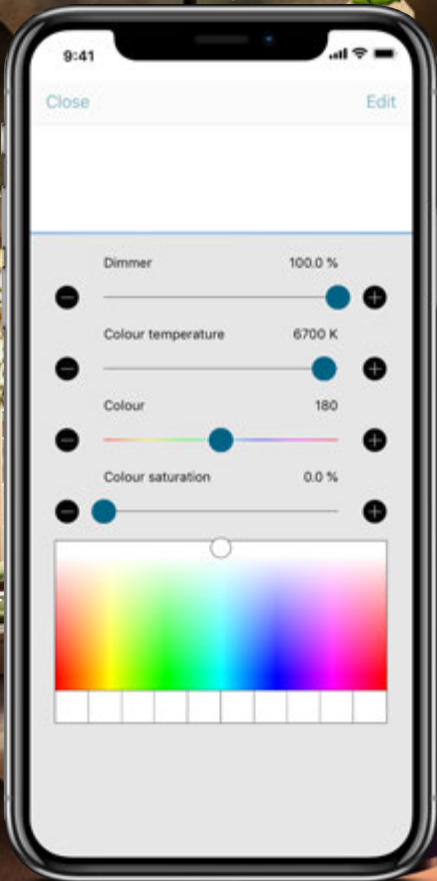 9:41
Close Edit
Dimmer 100.0 %
Colour temperature 6700 K
Colour 180
Colour saturation 0.0 %